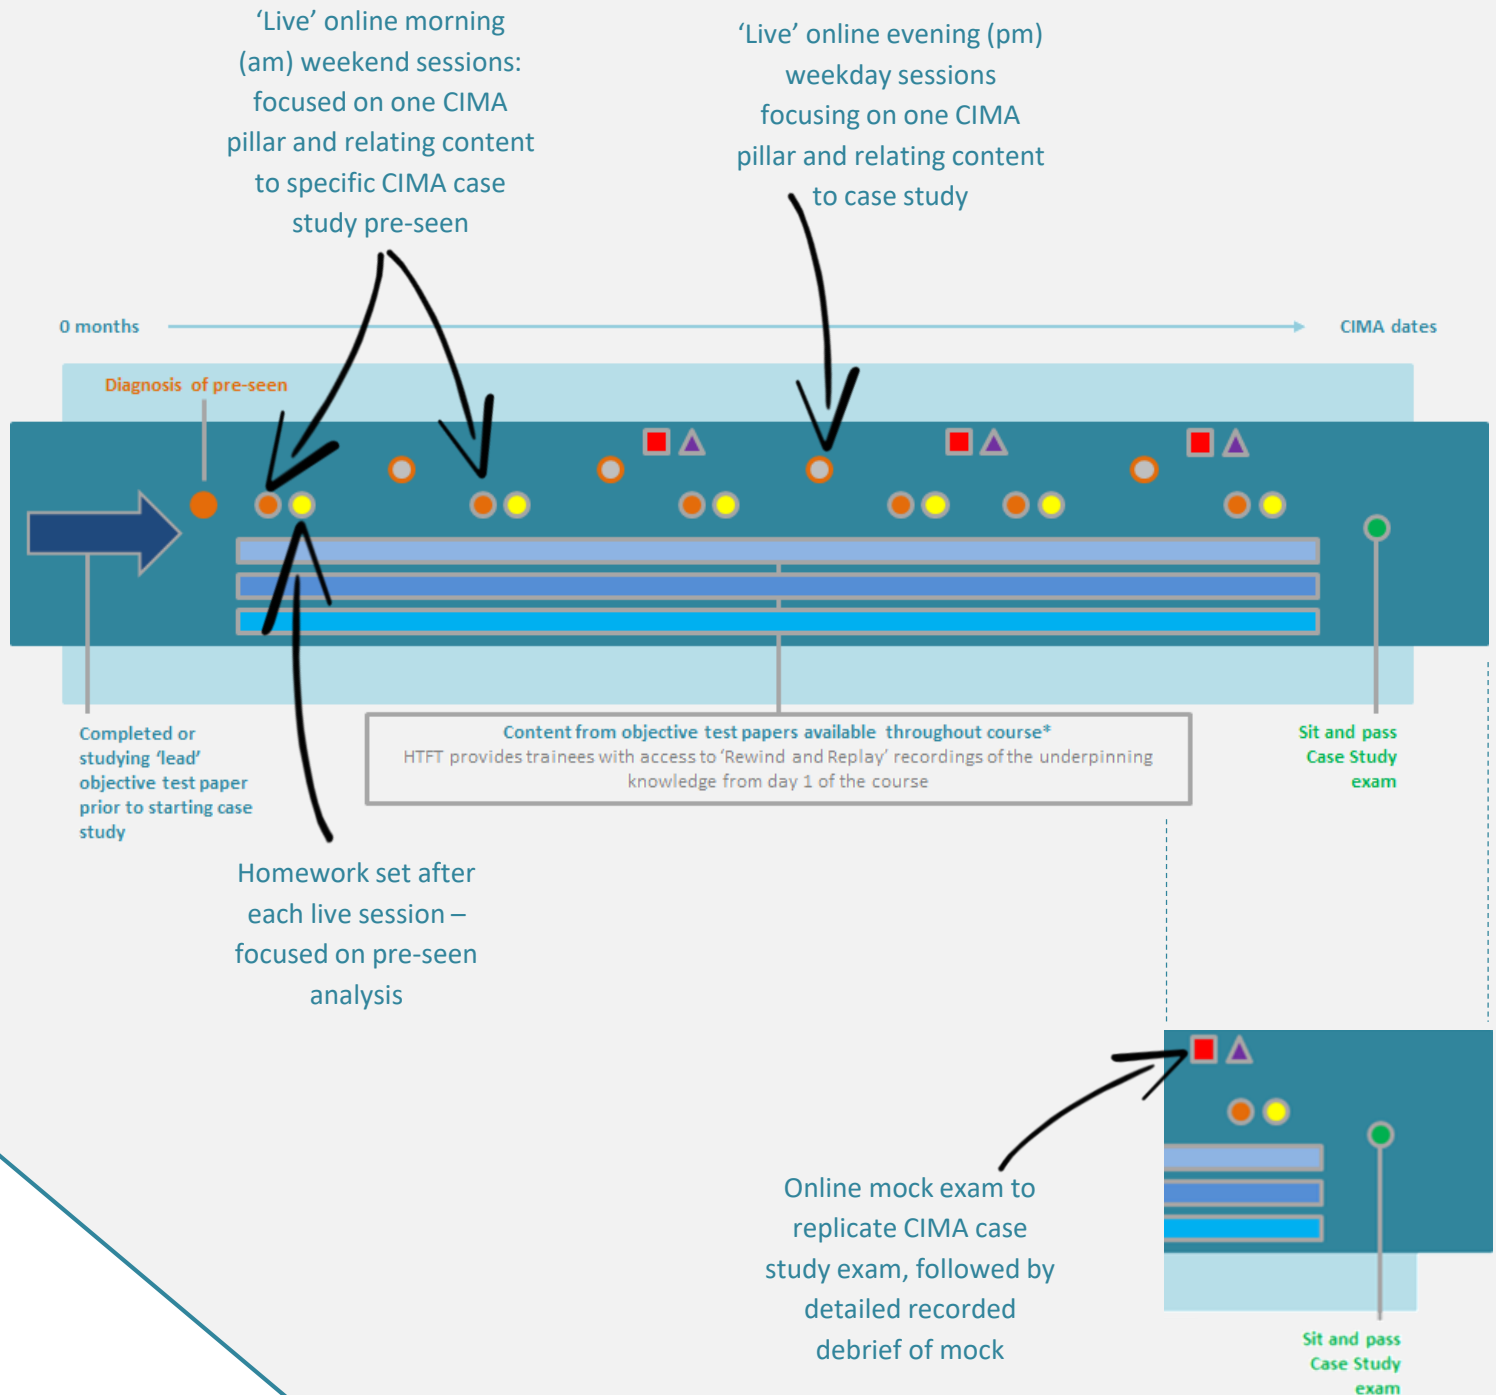 ‘Live’ online morning
(am) weekend sessions:
focused on one CIMA
pillar and relating content
to specific CIMA case
study pre-seen
‘Live’ online evening (pm)
weekday sessions
focusing on one CIMA
pillar and relating content
to case study
0 months
CIMA dates
Diagnosis of pre-seen
Completed or
studying ‘lead’
objective test paper
prior to starting case
study
Content from objective test papers available throughout course*
HTFT provides trainees with access to ‘Rewind and Replay’ recordings of the underpinning
knowledge from day 1 of the course
Sit and pass
Case Study
exam
Homework set after
each live session –
focused on pre-seen
analysis
Online mock exam to
replicate CIMA case
study exam, followed by
detailed recorded
debrief of mock
Sit and pass
Case Study
exam